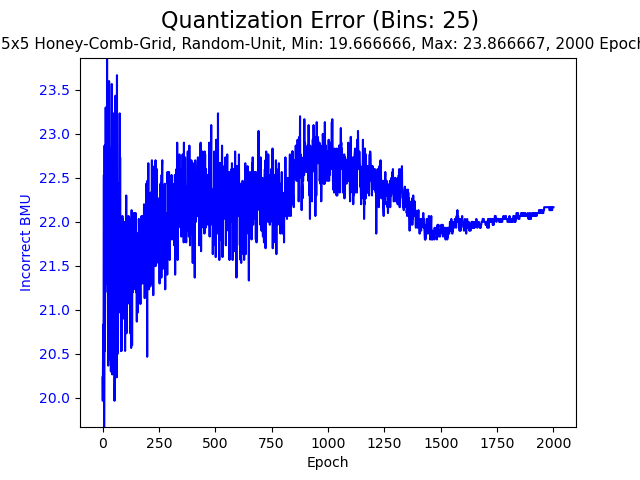 Quantization Error (Bins: 25)
5x5 Honey-Comb-Grid, Random-Unit, Min: 19.666666, Max: 23.866667, 2000 Epoch
23.5
23.0
22.5
22.0
21.5
21.0
20.5
20.0
Incorrect BMU
0 250 500 750 1000 1250 1500 1750 2000
Epoch